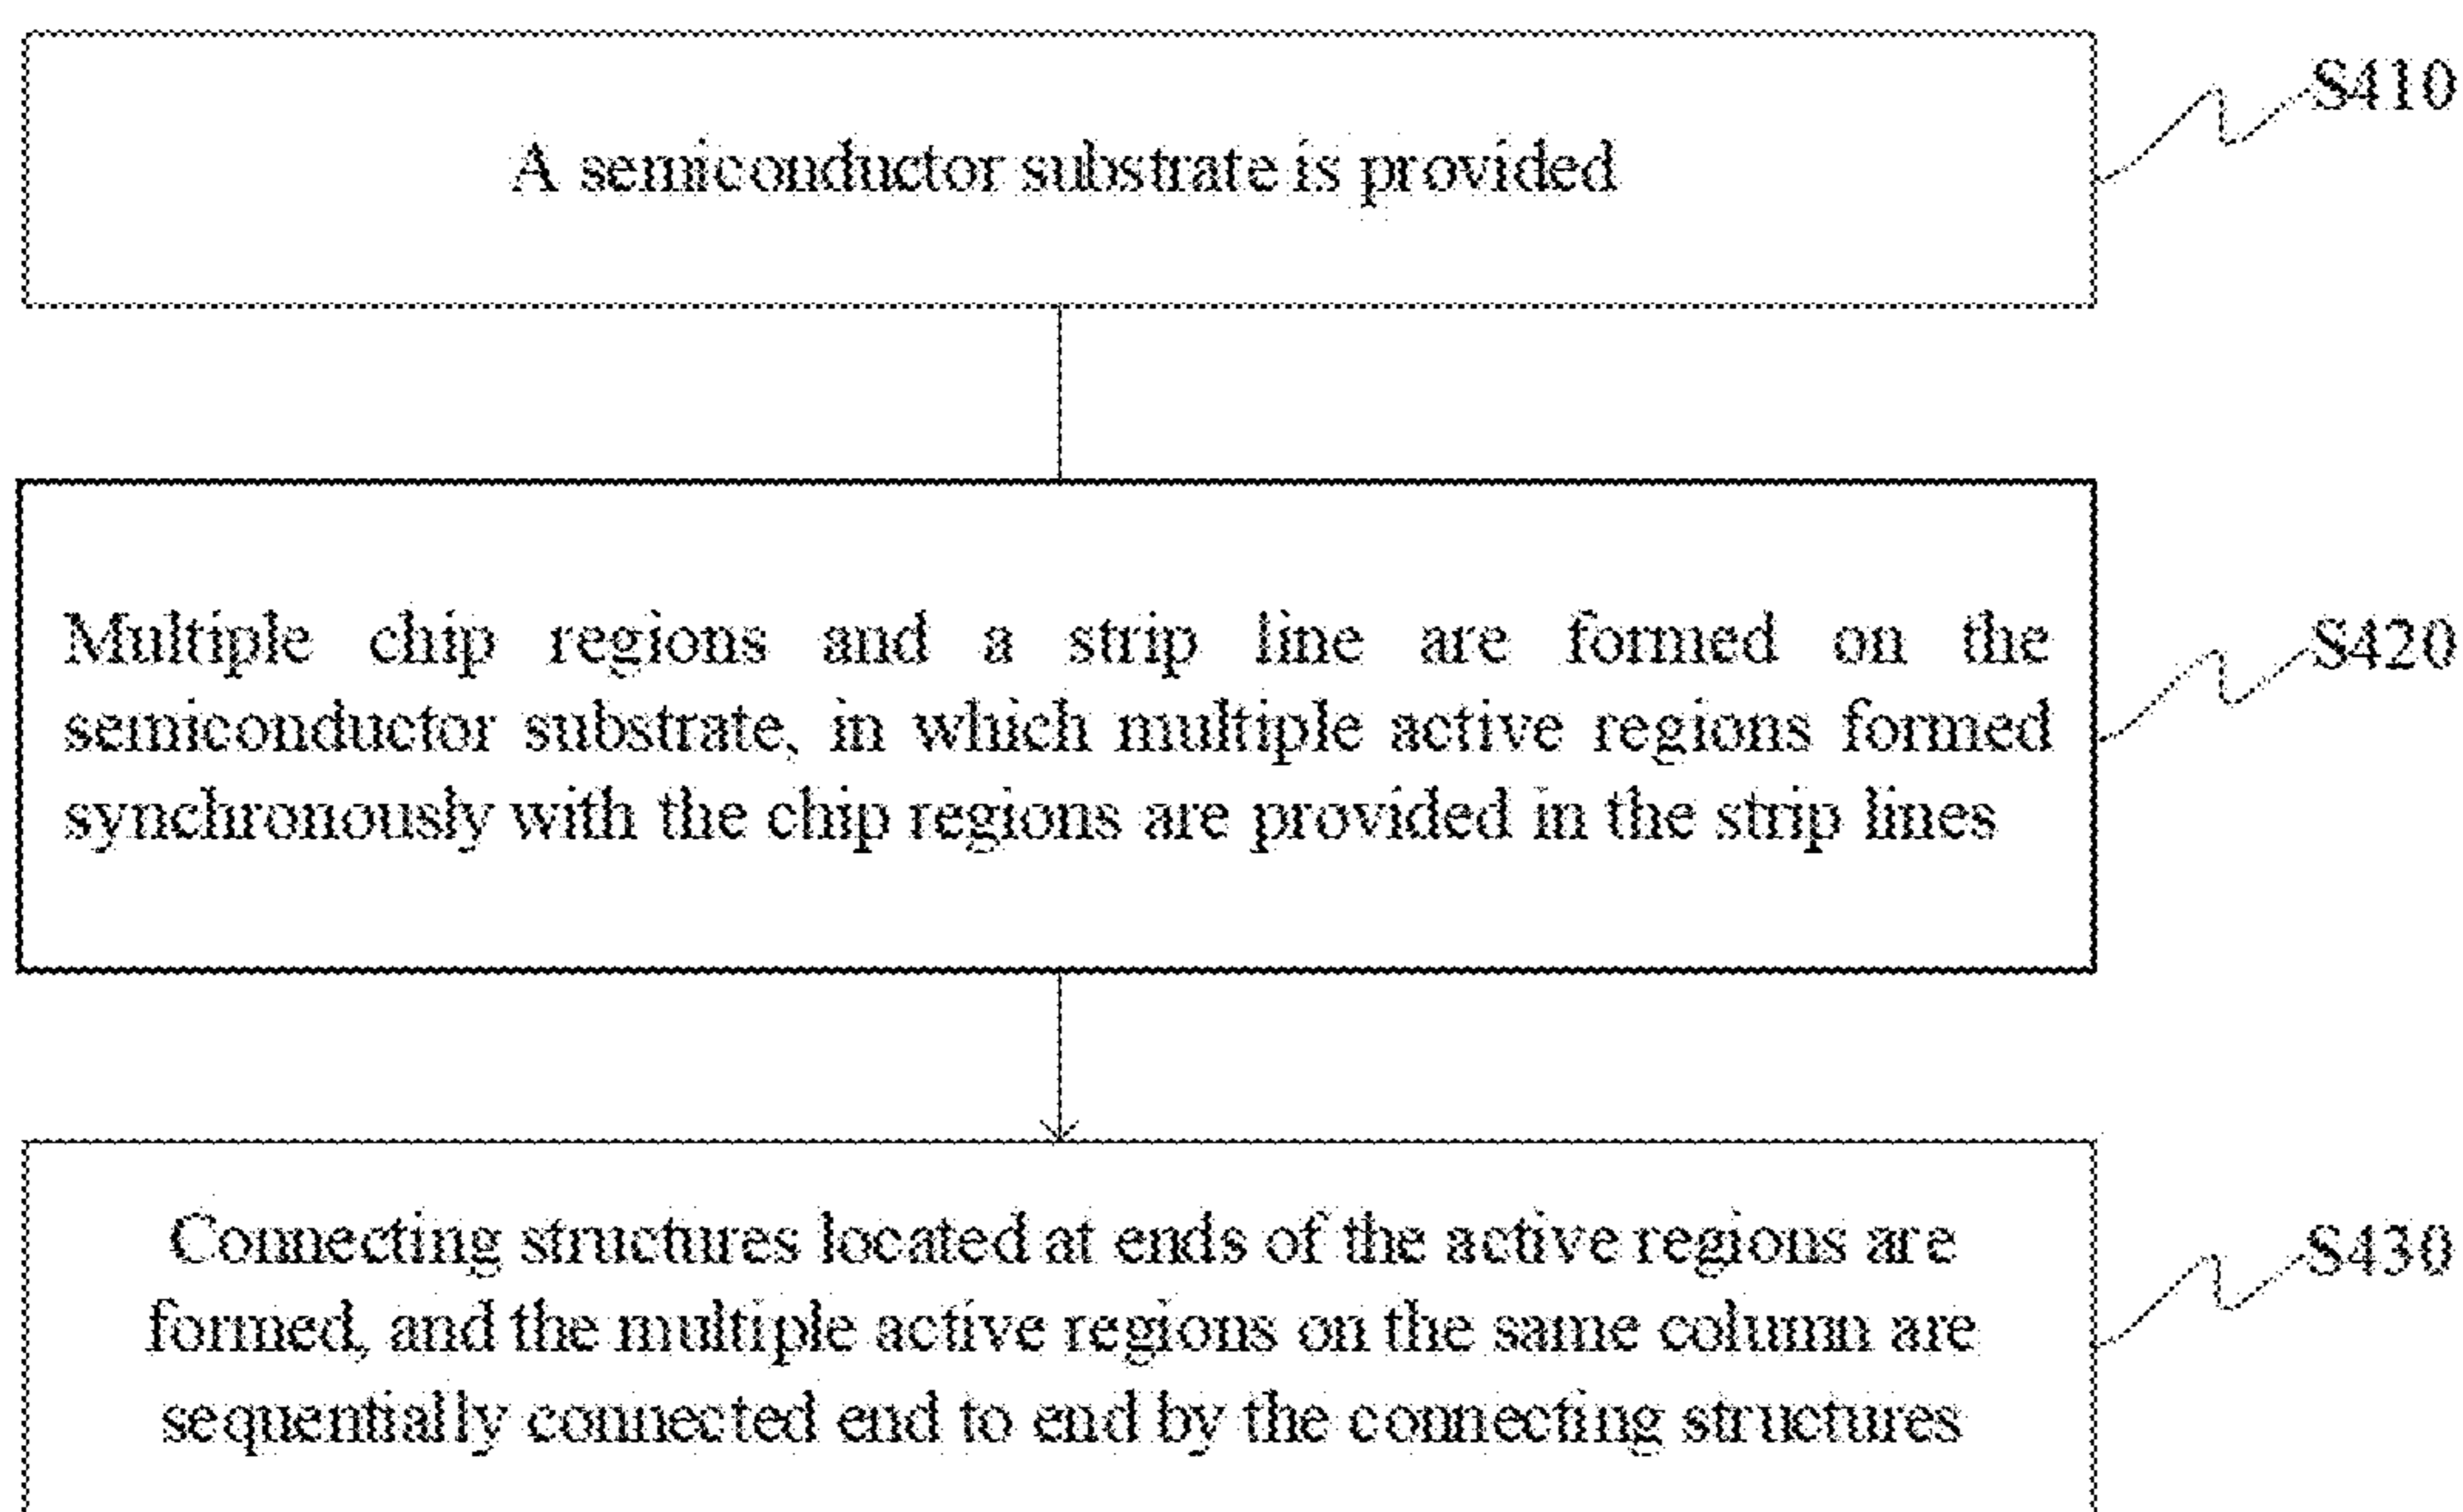 A semiconductor substrate is provided
S410
Multiple chip regions and a strip line are formed on the
semiconductor substrate, in which multiple active regions formed
synchronously with the chip regions are provided in the strip lines
S420
Connecting structures located at ends of the active regions are
formed, and the multiple active regions on the same column are
sequentially connected end to end by the connecting structures
S430